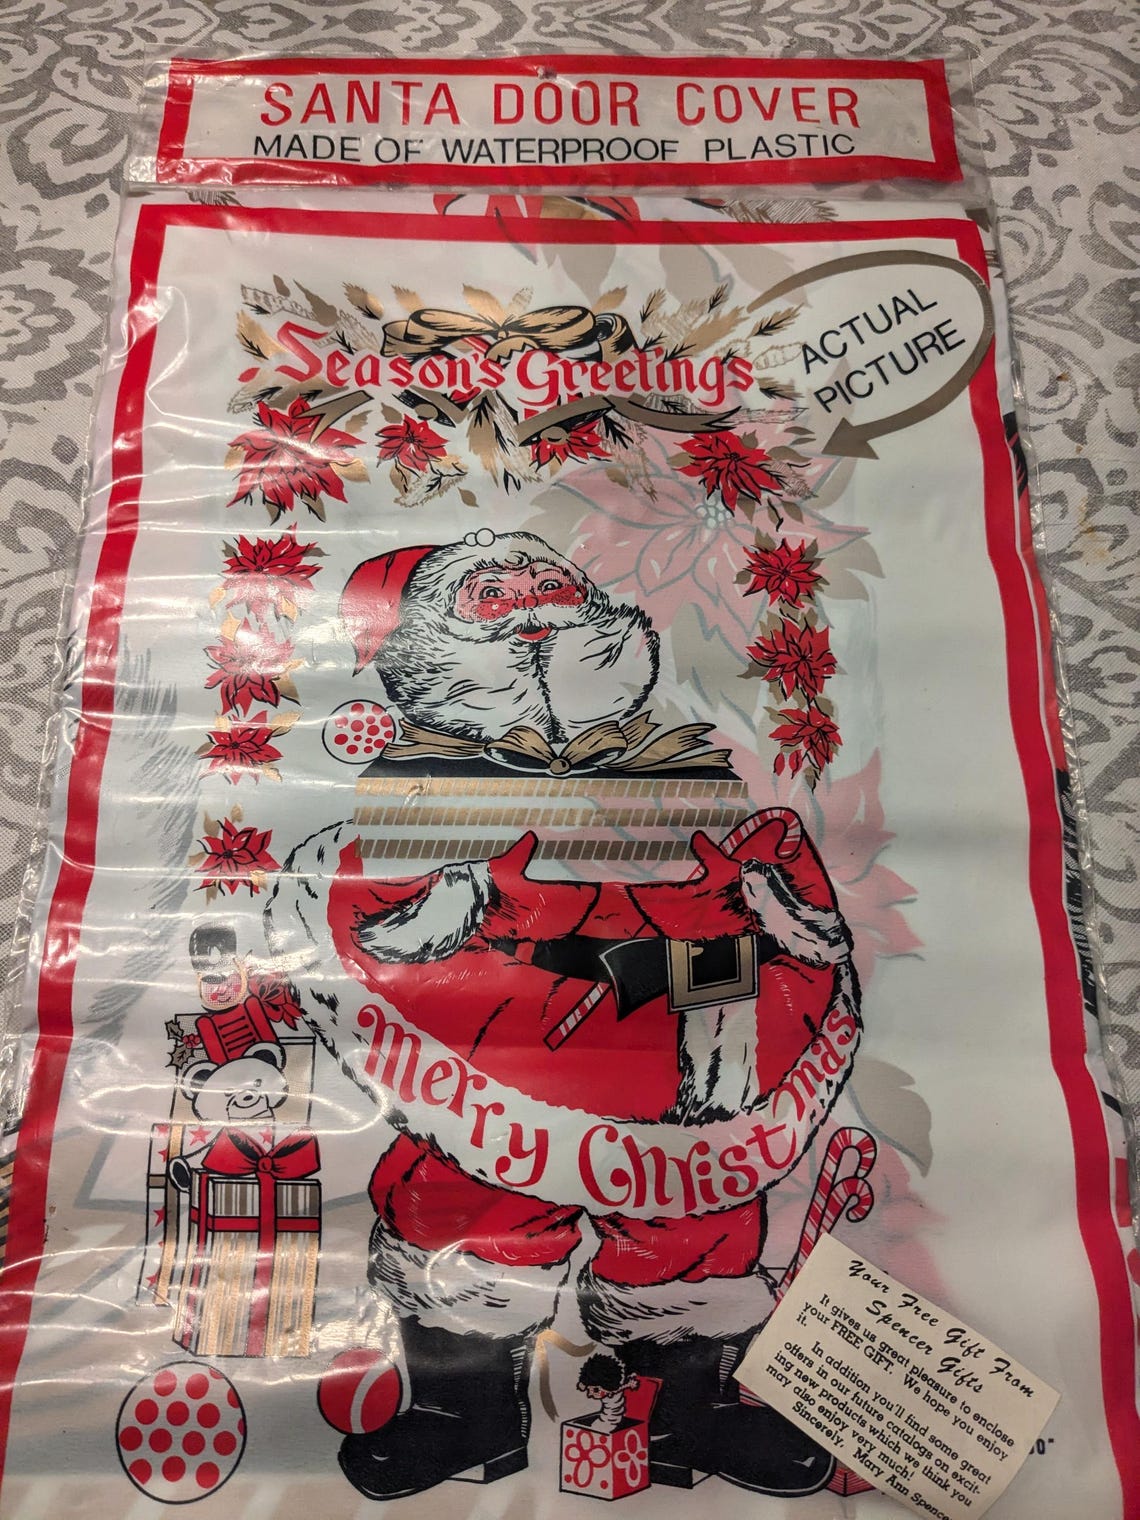 SANTA DOOR COVER
MADE OF WATERPROOF PLASTIC
Season's Greetings
ACTUAL
PICTURE
Merry Christmas
Your Free Gift From
Spencer Gifts
It gives us great pleasure to enclose
your FREE GIFT. We hope you enjoy
it.
In addition you'll find some great
offers in our future catalogs on excit-
ing new products which we think you
may also enjoy very much!
Sincerely, Mary Ann Spence